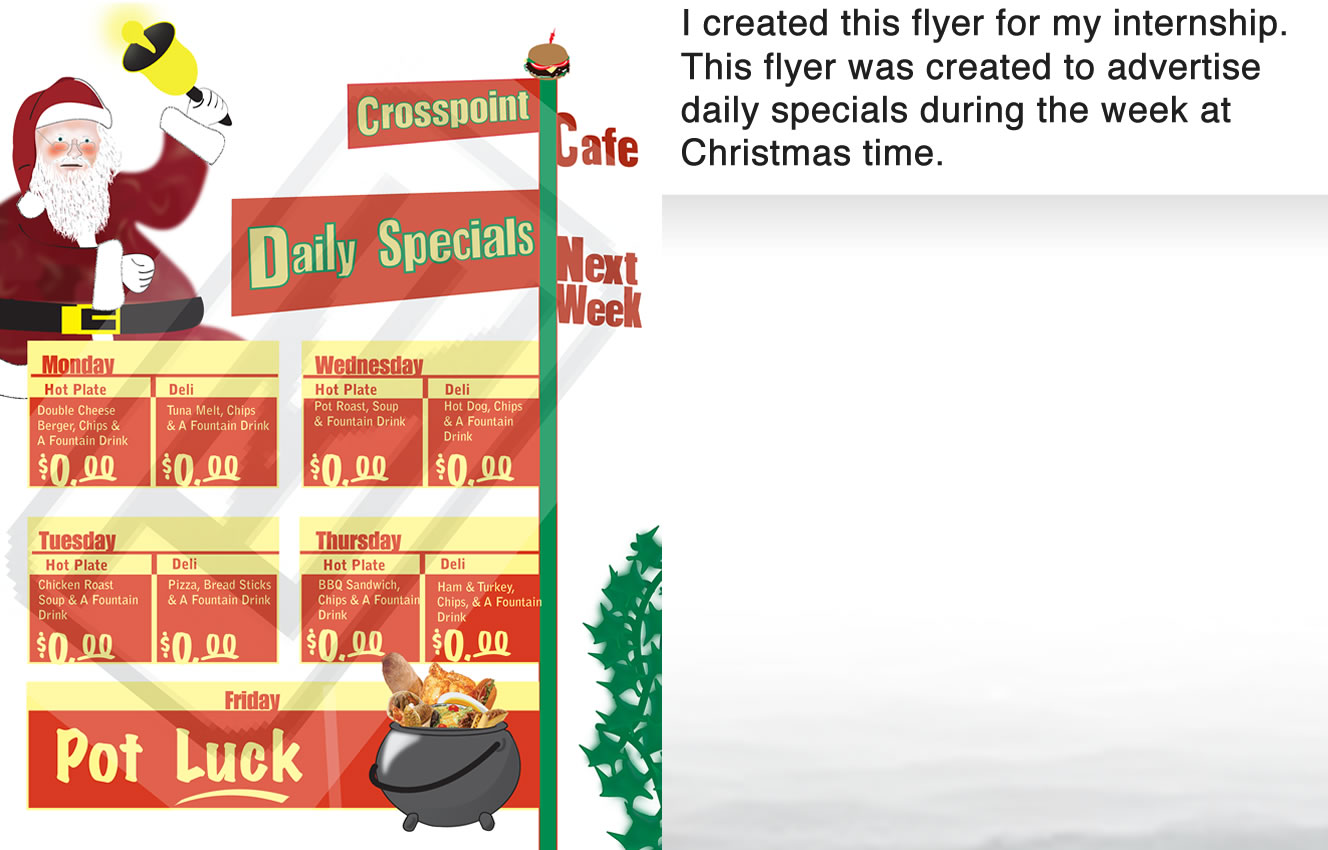 I created this flyer for my internship.
This flyer was created to advertise
daily specials during the week at
Christmas time.
Crosspoint
Cafe
Daily Specials
Next
Week
Monday
Hot Plate
Double Cheese
Berger, Chips &
A Fountain Drink
$0.00
Deli
Tuna Melt, Chips
& A Fountain Drink
$0.00
Wednesday
Hot Plate
Pot Roast, Soup
& Fountain Drink
$0.00
Deli
Hot Dog, Chips
& A Fountain
Drink
$0.00
Tuesday
Hot Plate
Chicken Roast
Soup & A Fountain
Drink
$0.00
Deli
Pizza, Bread Sticks
& A Fountain Drink
$0.00
Thursday
Hot Plate
BBQ Sandwich,
Chips & A Fountain
Drink
$0.00
Deli
Ham & Turkey,
Chips, & A Fountain
Drink
$0.00
Friday
Pot Luck